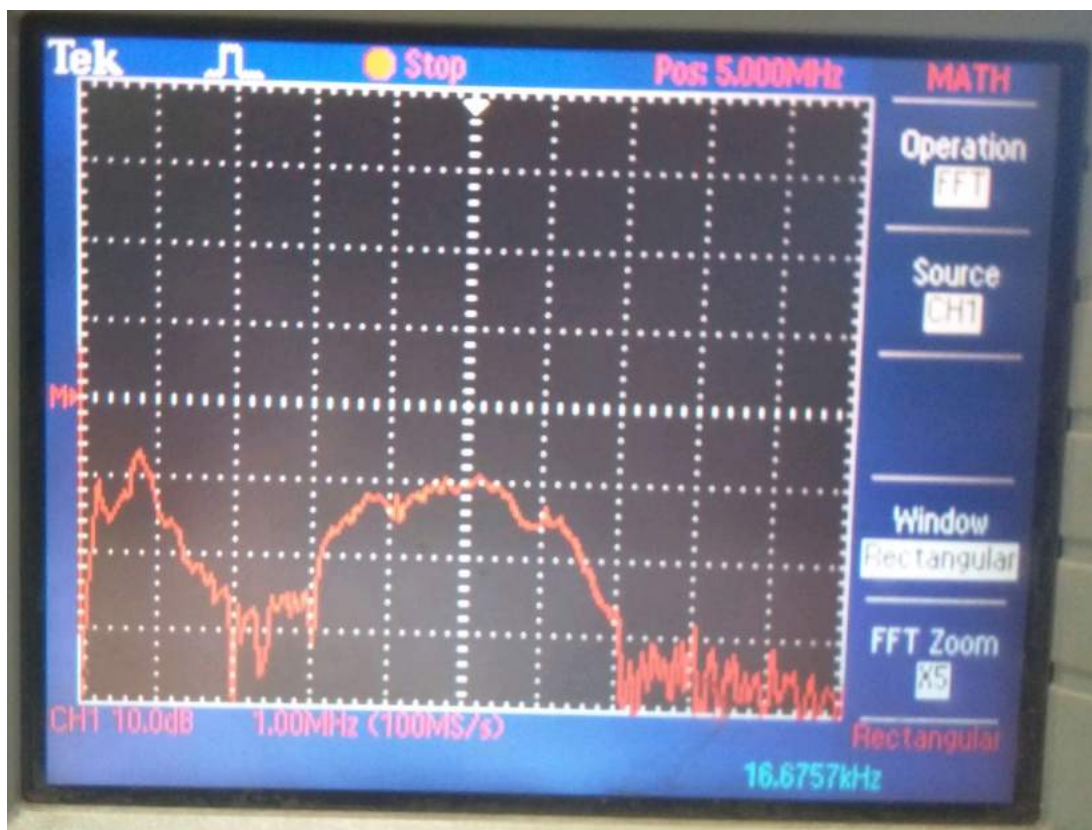 Tek Stop Pos: 5.000MHz MATH
Operation
FFT
Source
CH1
M
Window
Rectangular
FFT Zoom
X5
CH1 10.0dB 1.00MHz (100MS/s) Rectangular
16.6757kHz